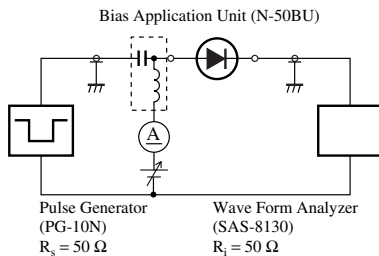 Bias Application Unit (N-50BU)
A
Pulse Generator
(PG-10N)
Rs = 50 Ω
Wave Form Analyzer
(SAS-8130)
Ri = 50 Ω